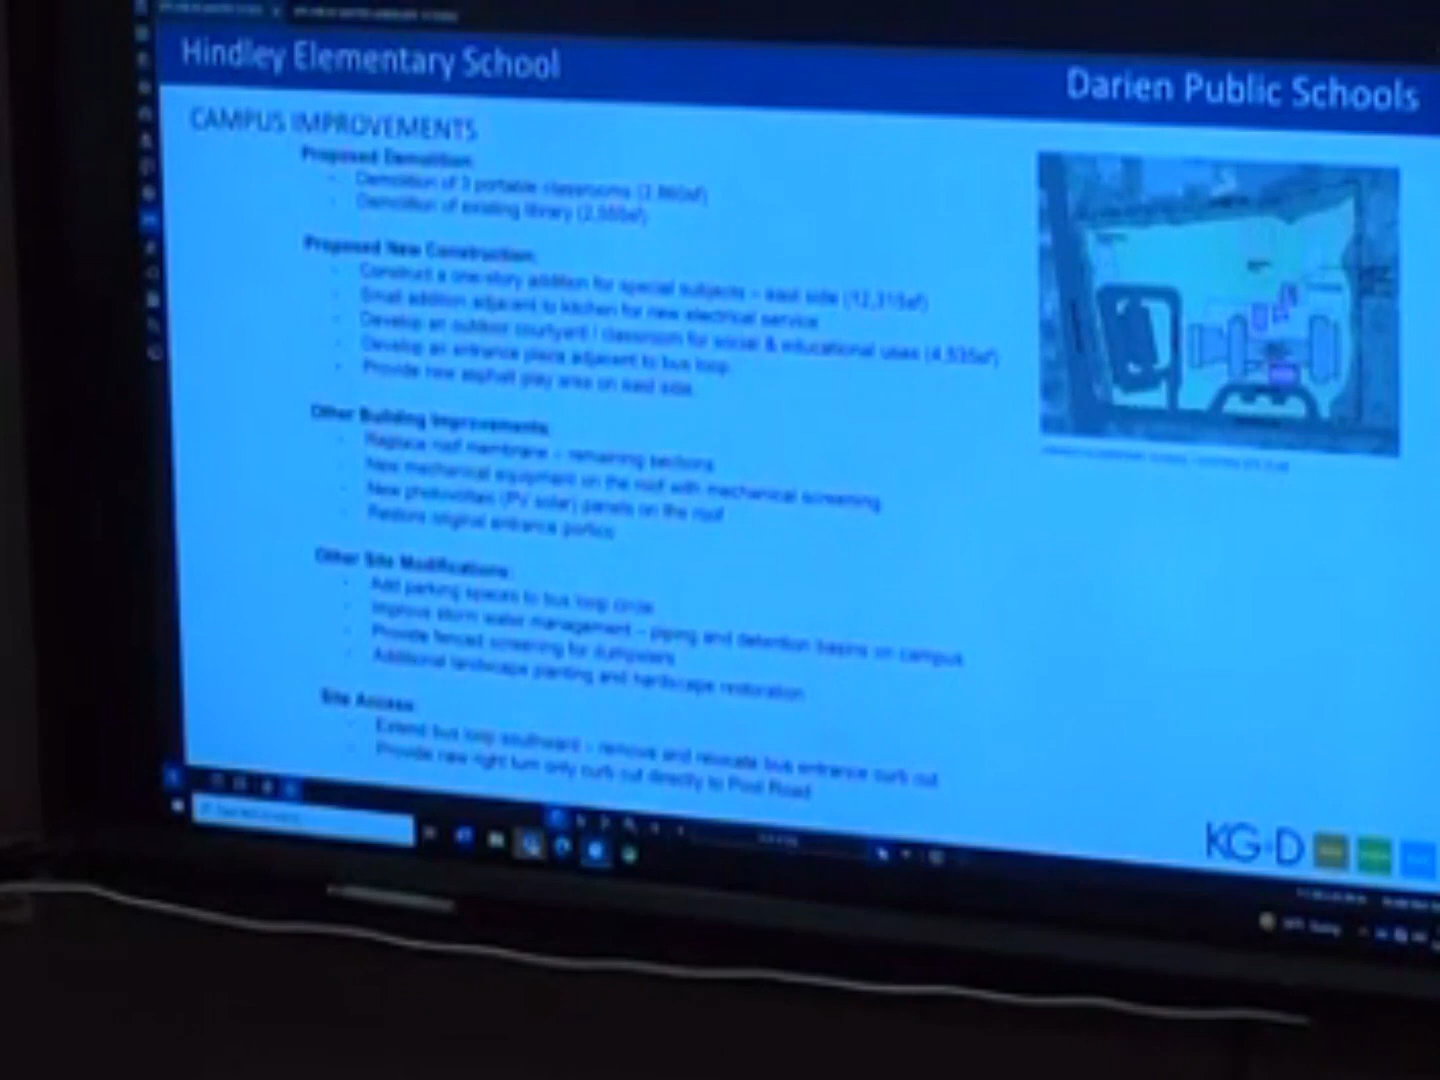 Hindley Elementary School
Darien Public Schools
CAMPUS IMPROVEMENTS
Proposed Demolition:
Demolition of 3 portable classrooms
Demolition of existing library
Proposed New Construction:
Construct a one-story addition for special subjects – east side (12,315sf)
Small addition adjacent to kitchen for new electrical service
Develop an outdoor courtyard / classroom for social & educational uses (4,535sf)
Develop an entrance plaza adjacent to bus loop
Provide new asphalt play area on east side
Other Building Improvements:
Replace roof membrane – remaining sections
New mechanical equipment on the roof with mechanical screening
New photovoltaic (PV solar) panels on the roof
Restore original entrance portico
Other Site Modifications:
Add parking spaces to bus loop circle
Improve storm water management – piping and detention basins on campus
Provide fenced screening for dumpsters
Additional landscape planting and hardscape restoration
Site Access:
Extend bus loop southward – remove and relocate bus entrance curb cut
Provide new right turn only curb cut directly to Post Road
KG+D